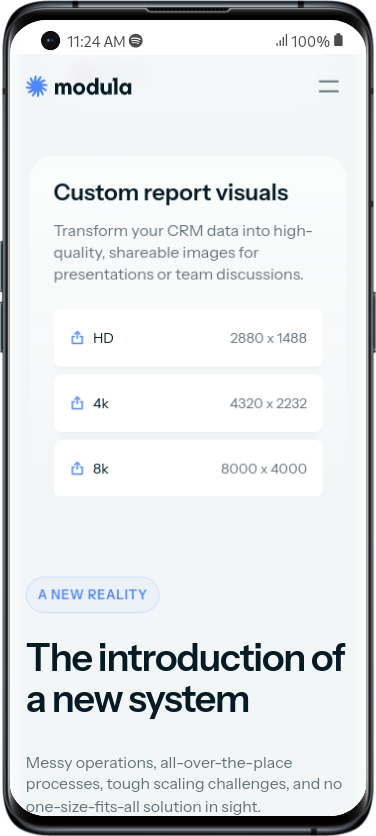 11:24 AM
100%
modula
Custom report visuals
Transform your CRM data into high-
quality, shareable images for
presentations or team discussions.
HD 2880 x 1488
4k 4320 x 2232
8k 8000 x 4000
A NEW REALITY
The introduction of
a new system
Messy operations, all-over-the-place
processes, tough scaling challenges, and no
one-size-fits-all solution in sight.